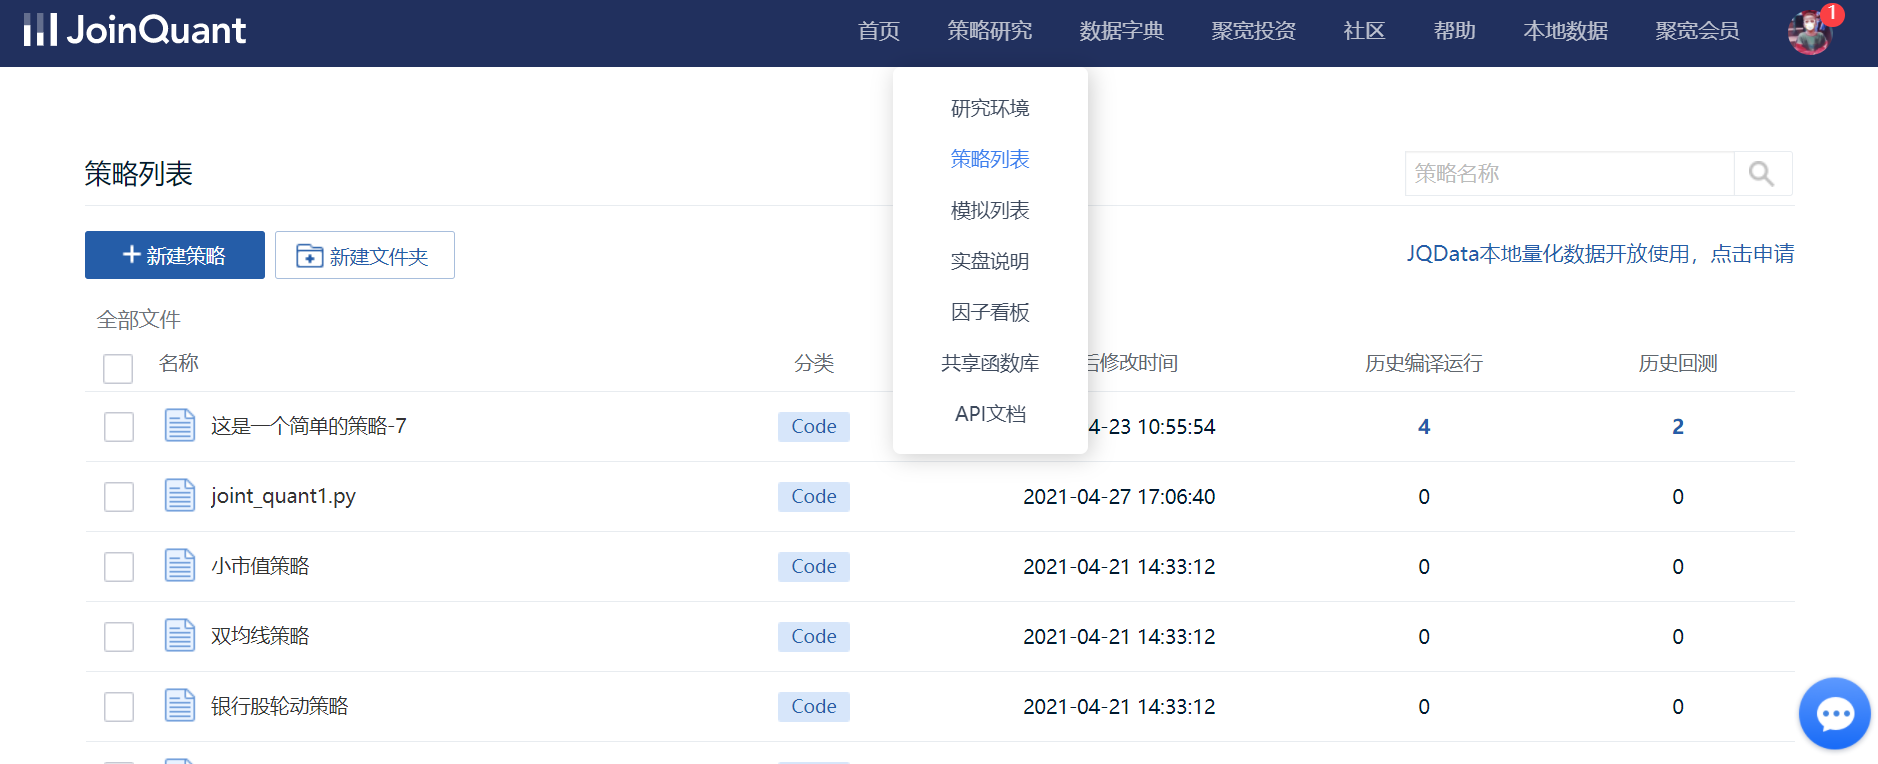 JoinQuant
首页 策略研究 数据字典 聚宽投资 社区 帮助 本地数据 聚宽会员 1
研究环境
策略列表
模拟列表
实盘说明
因子看板
共享函数库
API文档
策略列表
策略名称
新建策略 新建文件夹
JQData本地量化数据开放使用，点击申请
全部文件
名称 分类 后修改时间 历史编译运行 历史回测
这是一个简单的策略-7 Code 4-23 10:55:54 4 2
joint_quant1.py Code 2021-04-27 17:06:40 0 0
小市值策略 Code 2021-04-21 14:33:12 0 0
双均线策略 Code 2021-04-21 14:33:12 0 0
银行股轮动策略 Code 2021-04-21 14:33:12 0 0